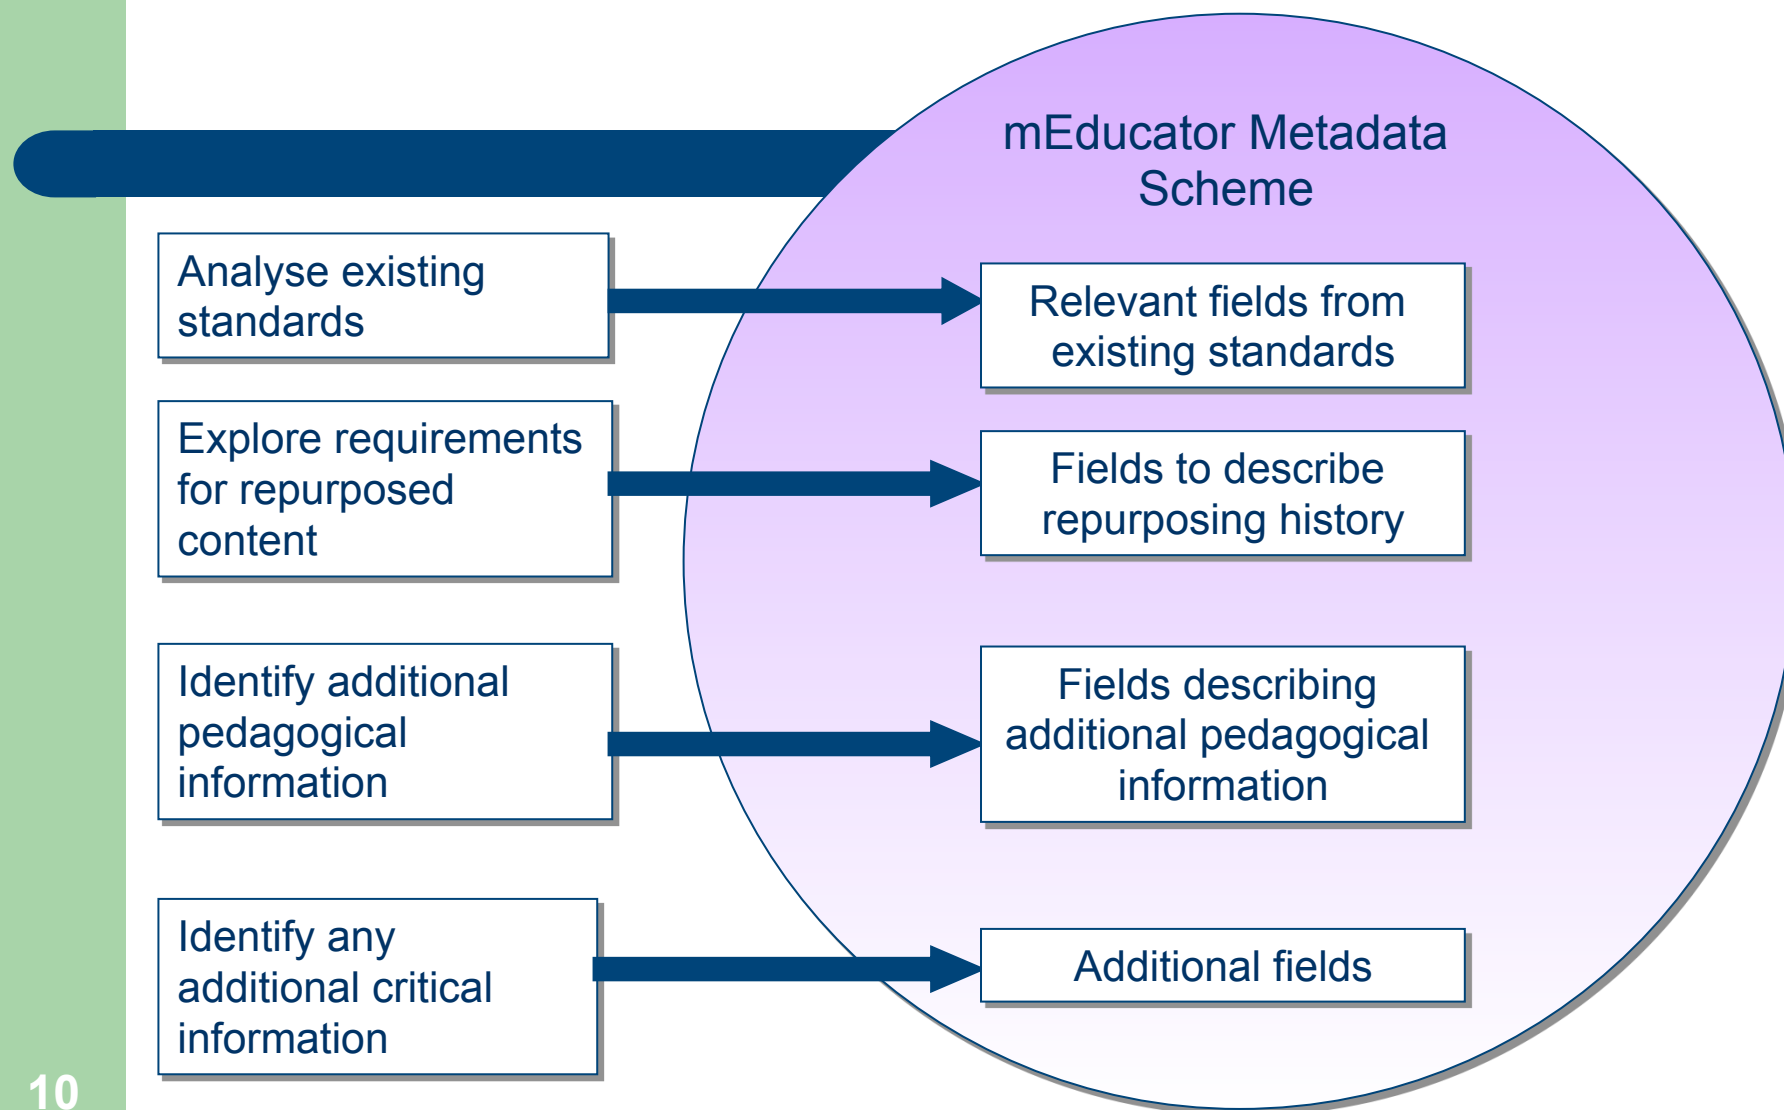 mEducator Metadata
Scheme
Analyse existing
standards
Relevant fields from
existing standards
Explore requirements
for repurposed
content
Fields to describe
repurposing history
Identify additional
pedagogical
information
Fields describing
additional pedagogical
information
Identify any
additional critical
information
Additional fields
10